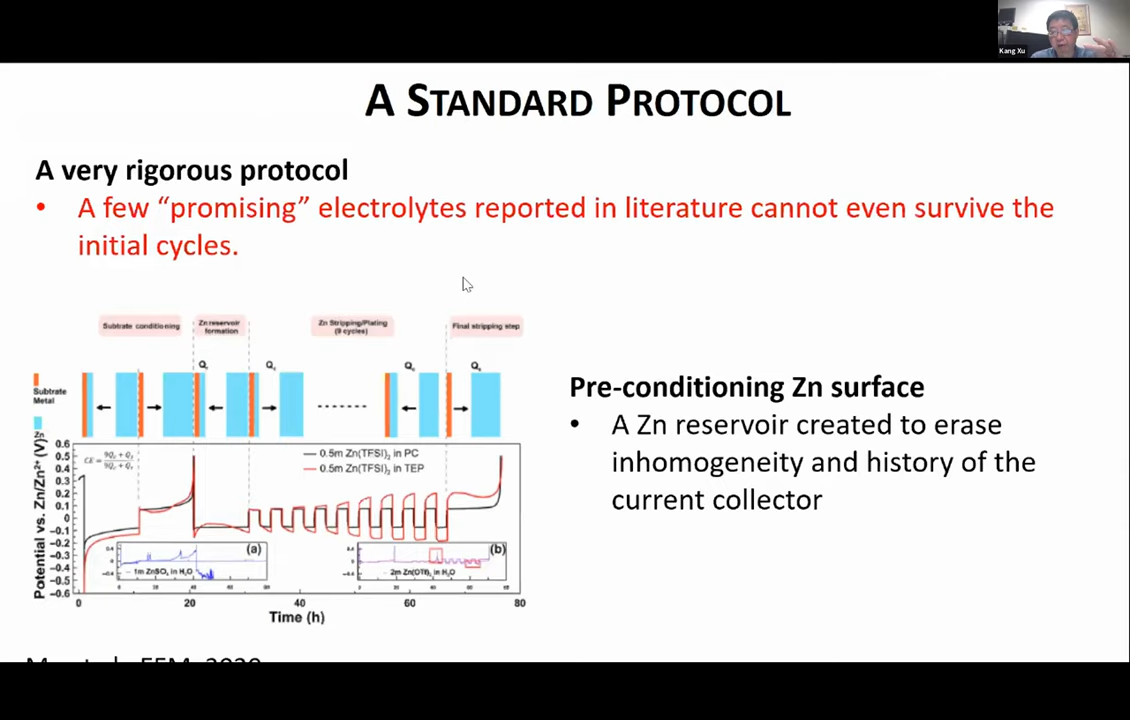 Kang Xu
A STANDARD PROTOCOL
A very rigorous protocol
• A few “promising” electrolytes reported in literature cannot even survive the
initial cycles.
Subtrate conditioning
Zn reservoir
formation
Zn Stripping/Plating
(9 cycles)
Final stripping step
Subtrate
Metal
Potential vs. Zn/Zn²⁺ (V)
0.6
0.5
0.4
0.3
0.2
0.1
0
-0.1
-0.2
-0.3
-0.4
-0.5
-0.6
0.5m Zn(TFSI)₂ in PC
0.5m Zn(TFSI)₂ in TEP
(a)
1m ZnSO₄ in H₂O
(b)
2m Zn(OTf)₂ in H₂O
0 20 40 60 80
Time (h)
Pre-conditioning Zn surface
• A Zn reservoir created to erase
inhomogeneity and history of the
current collector